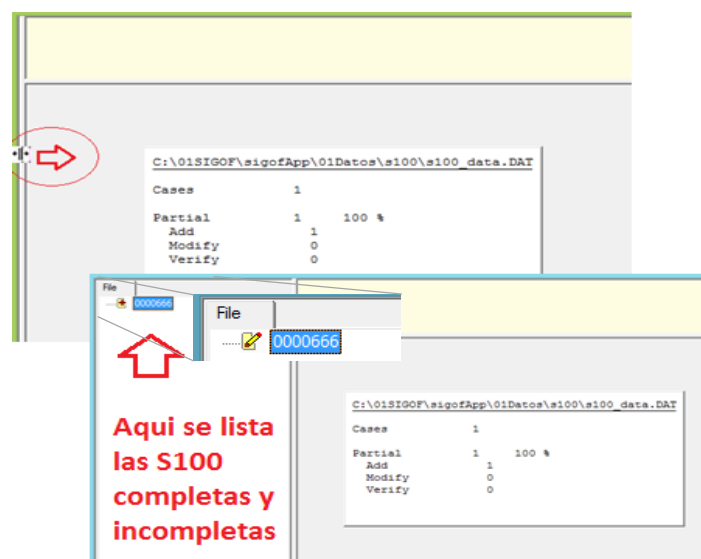 C:\01SIGOF\sigofApp\01Datos\s100\s100_data.DAT
Cases 1
Partial 1 100 %
Add 1
Modify 0
Verify 0
File
0000666
File
0000666
Aqui se lista
las S100
completas y
incompletas
C:\01SIGOF\sigofApp\01Datos\s100\s100_data.DAT
Cases 1
Partial 1 100 %
Add 1
Modify 0
Verify 0